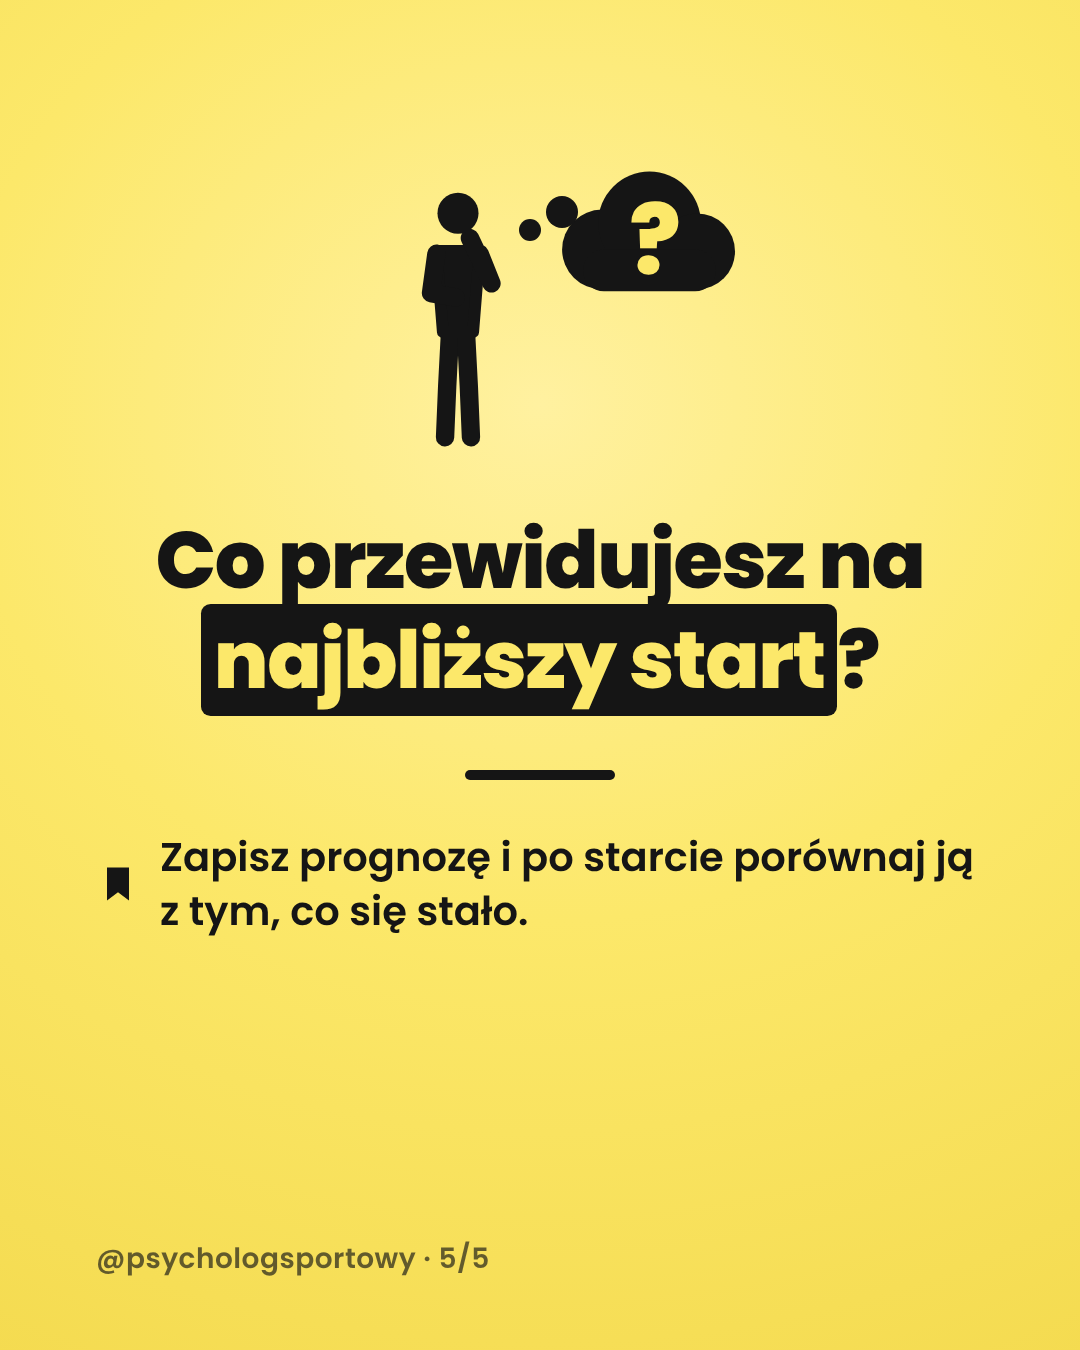 ?
Co przewidujesz na
najbliższy start?
Zapisz prognozę i po starcie porównaj ją
z tym, co się stało.
@psychologsportowy · 5/5